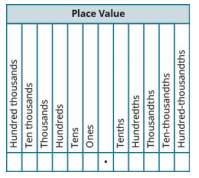 Place Value
Hundred thousands
Ten thousands
Thousands
Hundreds
Tens
Ones
.
Tenths
Hundredths
Thousandths
Ten-thousandths
Hundred-thousandths